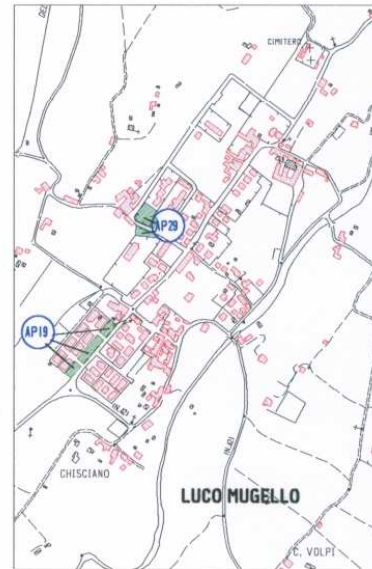 CIMITERO
AP29
AP19
CHISCIANO
LUCO MUGELLO
C. VOLPI